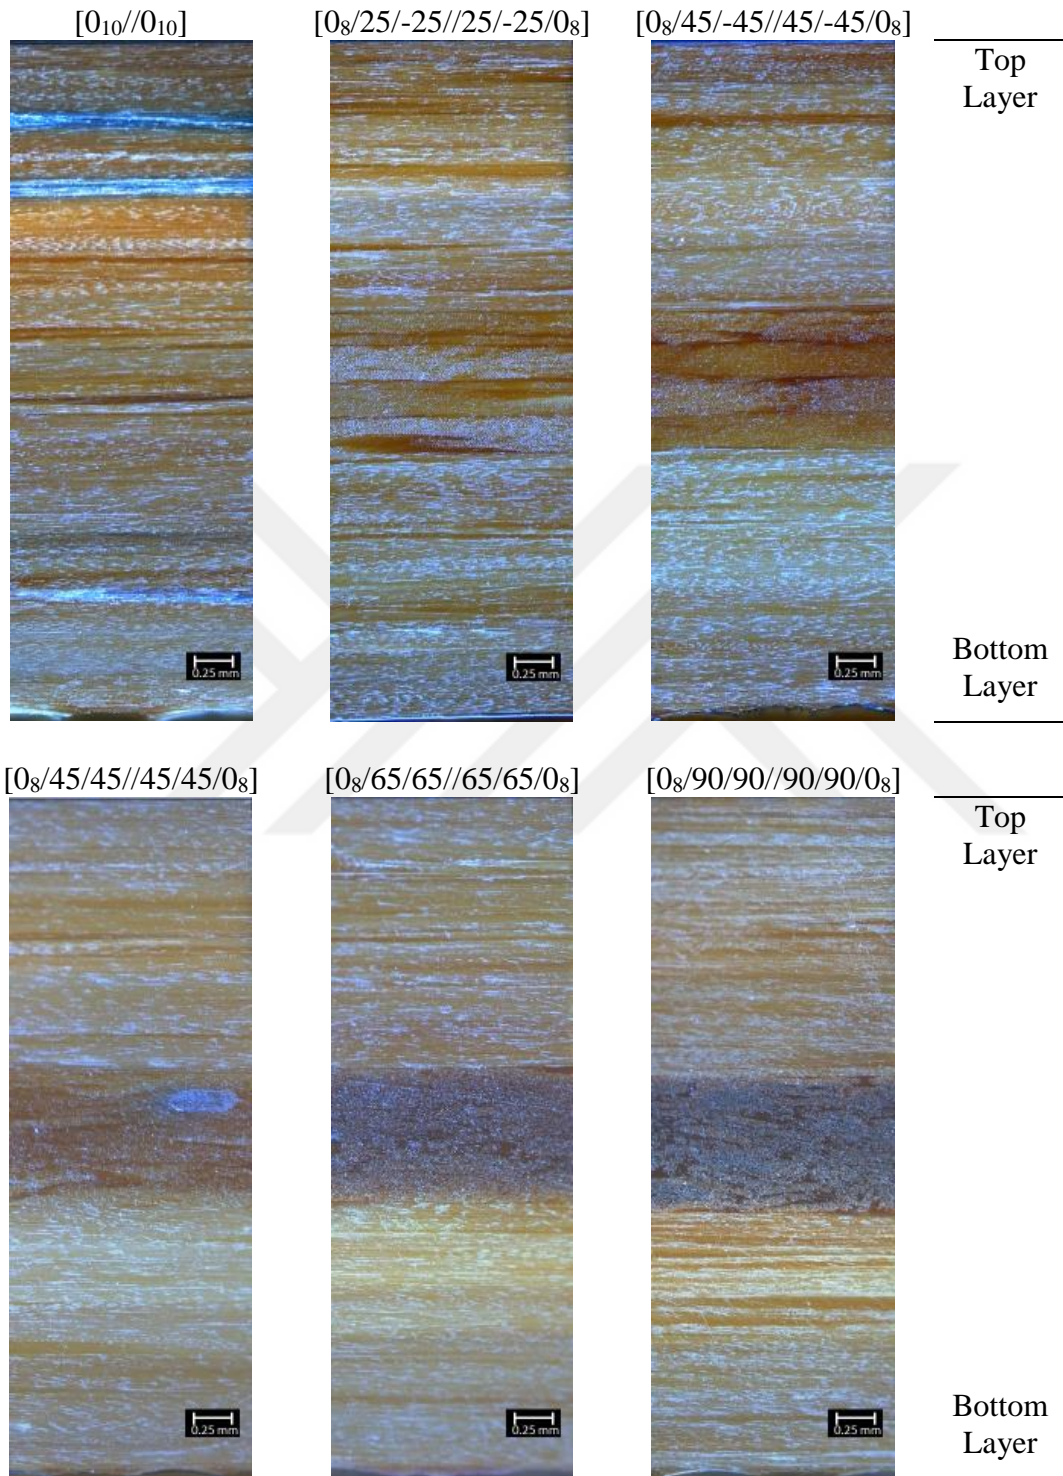 [0₁₀//0₁₀] [0₈/25/-25//25/-25/0₈] [0₈/45/-45//45/-45/0₈]
Top
Layer
0.25 mm 0.25 mm 0.25 mm
Bottom
Layer
[0₈/45/45//45/45/0₈] [0₈/65/65//65/65/0₈] [0₈/90/90//90/90/0₈]
Top
Layer
0.25 mm 0.25 mm 0.25 mm
Bottom
Layer